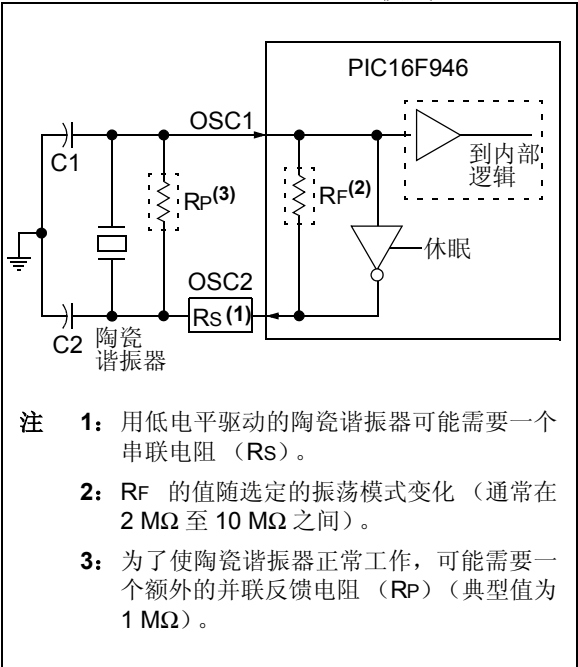 PIC16F946
OSC1
C1
到内部
逻辑
RP(3)
RF(2)
休眠
OSC2
RS(1)
C2
陶瓷
谐振器
注 1：用低电平驱动的陶瓷谐振器可能需要一个
串联电阻 （RS）。
2：RF 的值随选定的振荡模式变化 （通常在
2 MΩ 至 10 MΩ 之间）。
3：为了使陶瓷谐振器正常工作，可能需要一
个额外的并联反馈电阻 （RP）（典型值为
1 MΩ）。